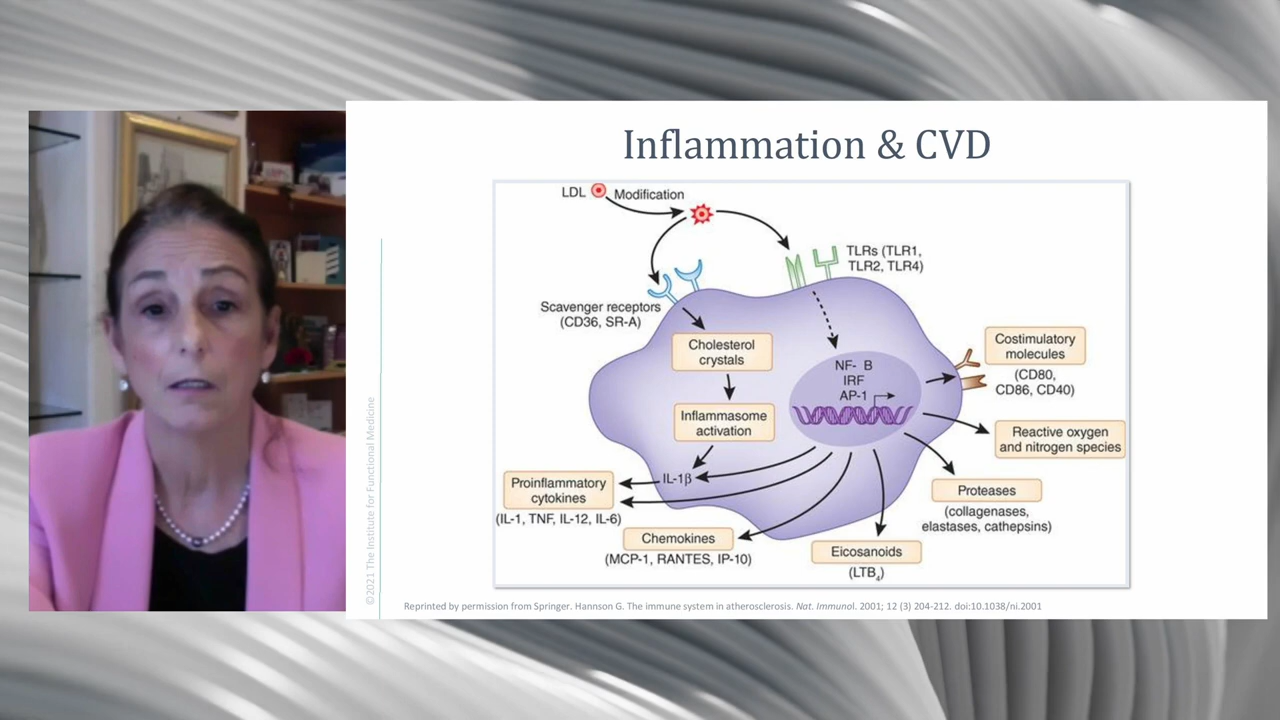 Inflammation & CVD
LDL
Modification
TLRs (TLR1,
TLR2, TLR4)
Scavenger receptors
(CD36, SR-A)
Cholesterol
crystals
NF- B
IRF
AP-1
Costimulatory
molecules
(CD80,
CD86, CD40)
Inflammasome
activation
Reactive oxygen
and nitrogen species
IL-1β
Proinflammatory
cytokines
(IL-1, TNF, IL-12, IL-6)
Proteases
(collagenases,
elastases, cathepsins)
Chemokines
(MCP-1, RANTES, IP-10)
Eicosanoids
(LTB4)
©2021 The Institute for Functional Medicine
Reprinted by permission from Springer. Hannson G. The immune system in atherosclerosis. Nat. Immunol. 2001; 12 (3) 204-212. doi:10.1038/ni.2001